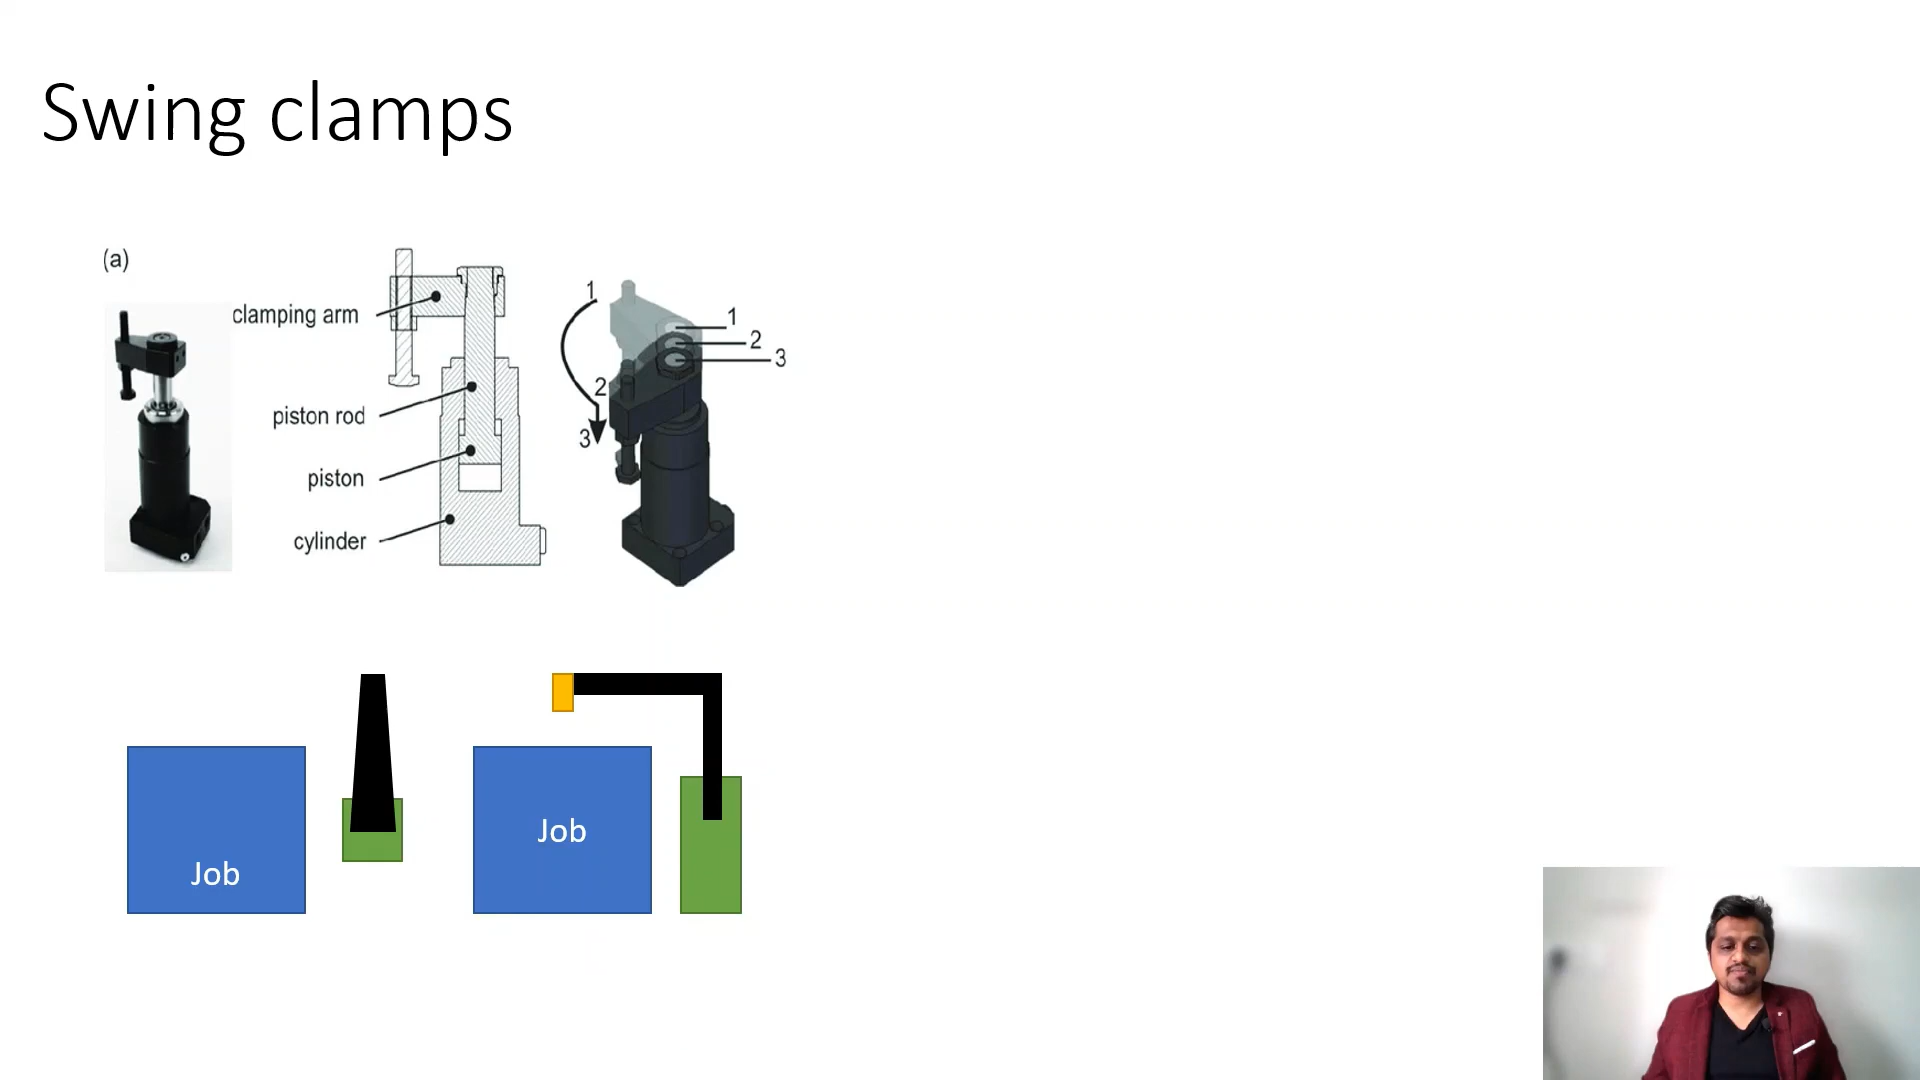 Swing clamps
(a)
clamping arm
piston rod
piston
cylinder
1
2
3
1
2
3
Job
Job